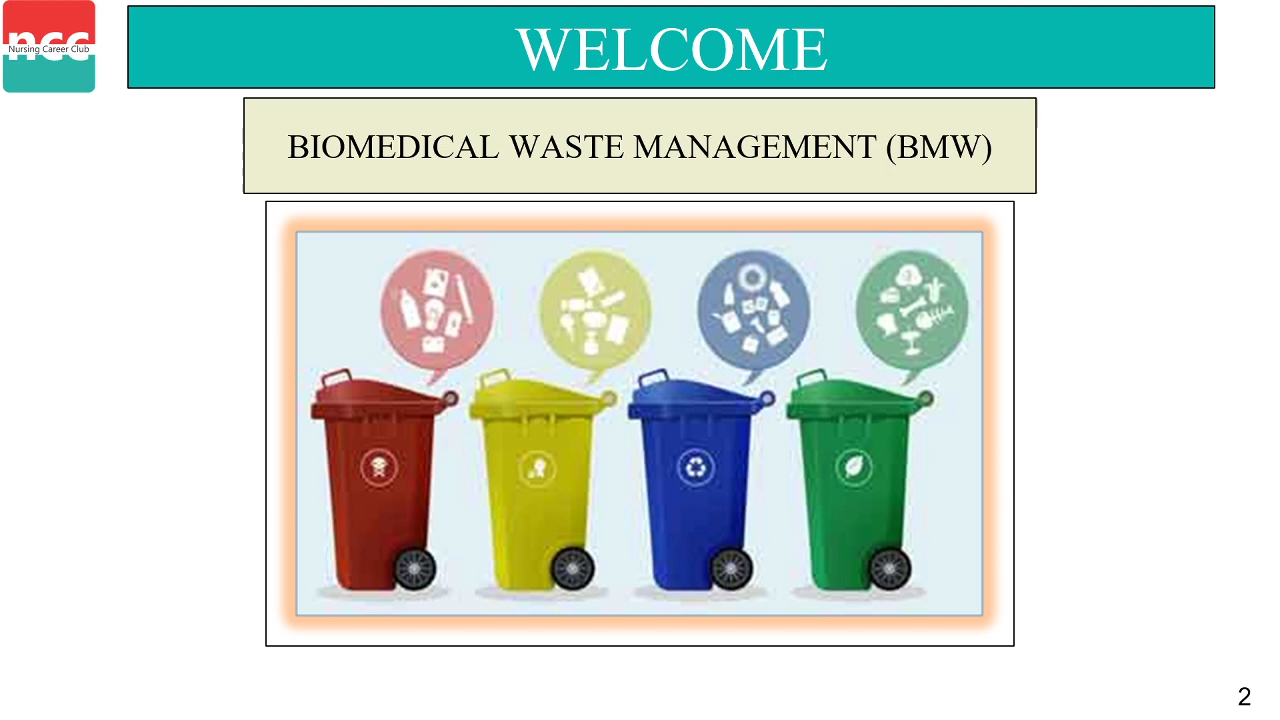 ncc
Nursing Career Club
WELCOME
BIOMEDICAL WASTE MANAGEMENT (BMW)
2